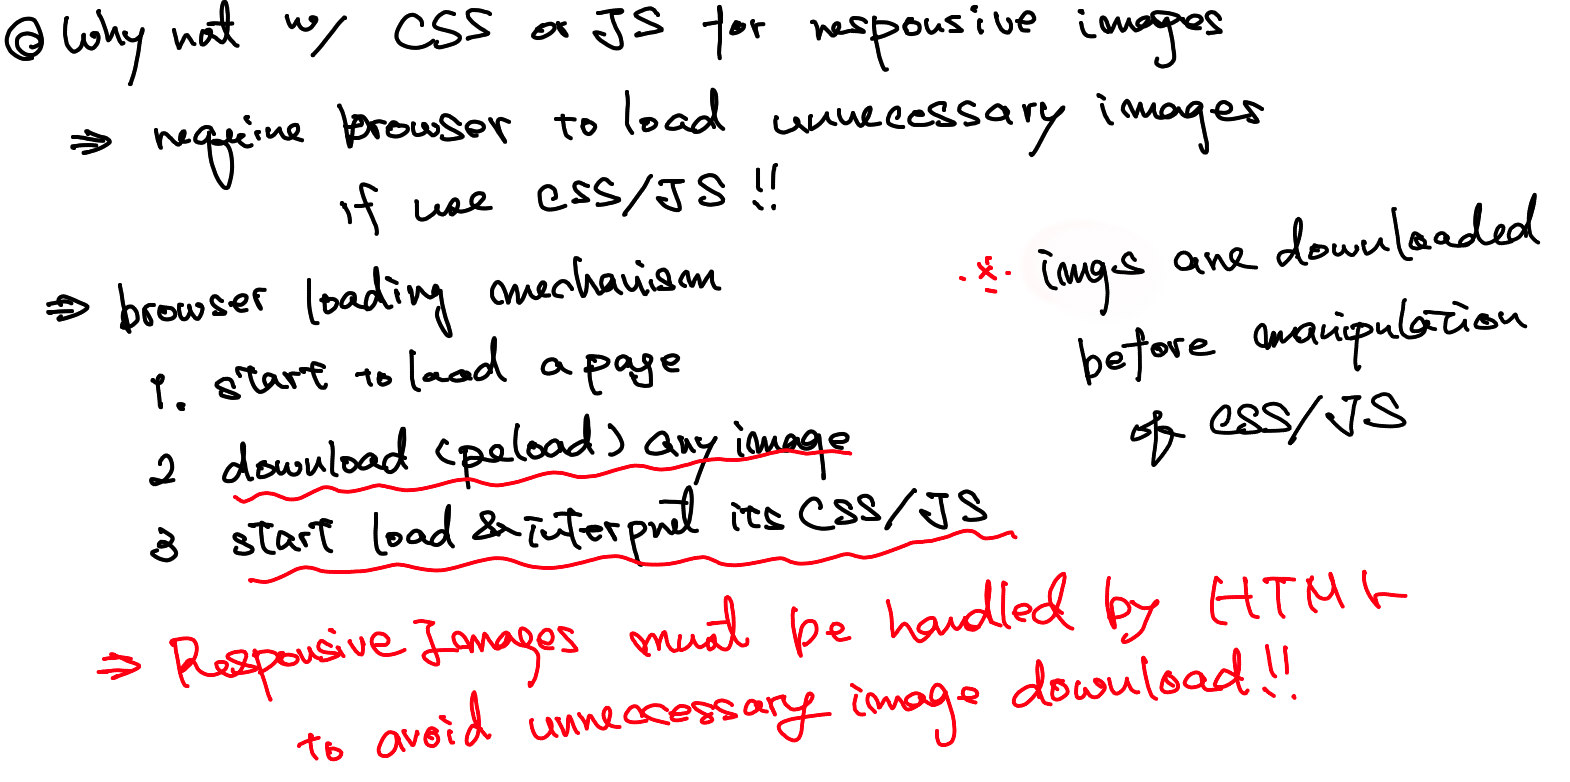 @ Why not w/ CSS or JS for responsive images
⇒ require browser to load unnecessary images
if use CSS/JS !!
⇒ browser loading mechanism
1. start to load a page
2 download (peload) any image
3 start load & interpret its CSS/JS
.※. imgs are downloaded
before manipulation
of CSS/JS
⇒ Responsive Images must be handled by HTML
to avoid unneccessary image download!!